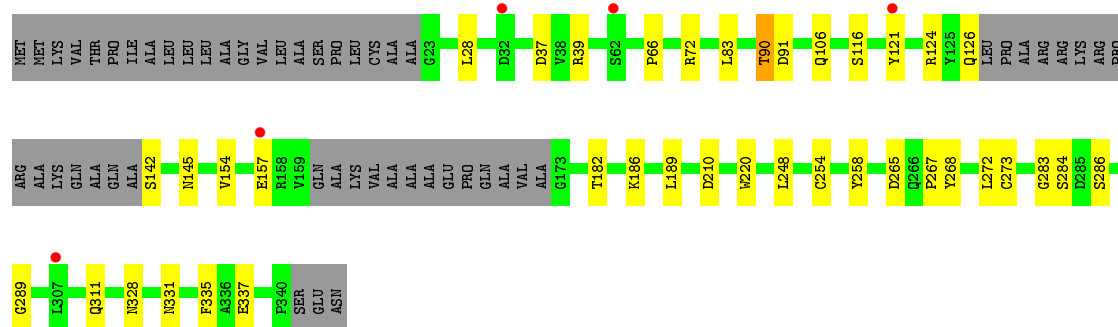 MET MET LYS VAL THR PRO ILE ALA LEU LEU LEU ALA GLY VAL LEU ALA SER PRO LEU CYS ALA ALA G23 L28 D32 D37 V38 R39 S62 P66 R72 L83 T90 D91 Q106 S116 Y121 R124 Y125 Q126 LEU PRO ALA ARG ARG LYS ARG PRO
ARG ALA LYS GLN ALA GLN ALA S142 N145 V154 E157 R158 V159 GLN ALA LYS VAL ALA ALA ALA GLU PRO GLN ALA VAL ALA G173 T182 K186 L189 D210 W220 L248 C254 Y258 D265 Q266 P267 Y268 L272 C273 G283 S284 D285 S286
G289 L307 Q311 N328 N331 F335 A336 E337 P340 SER GLU ASN